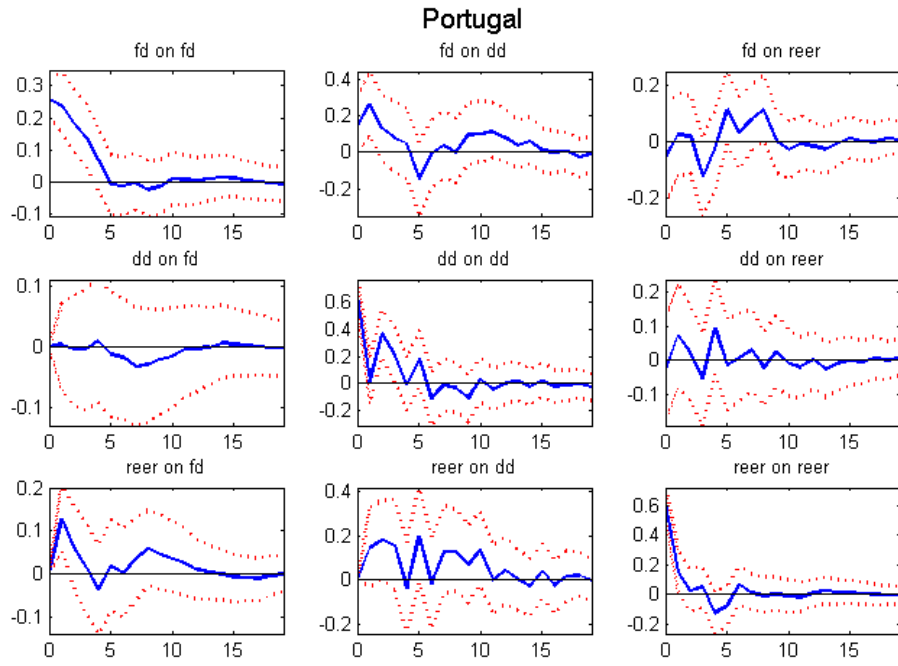 Portugal
fd on fd
fd on dd
fd on reer
0.3
0.2
0.1
0
-0.1
0 5 10 15
0.4
0.2
0
-0.2
0 5 10 15
0.2
0
-0.2
0 5 10 15
dd on fd
dd on dd
dd on reer
0.1
0
-0.1
0 5 10 15
0.6
0.4
0.2
0
-0.2
0 5 10 15
0.2
0.1
0
-0.1
0 5 10 15
reer on fd
reer on dd
reer on reer
0.2
0.1
0
-0.1
0 5 10 15
0.4
0.2
0
-0.2
0 5 10 15
0.6
0.4
0.2
0
-0.2
0 5 10 15